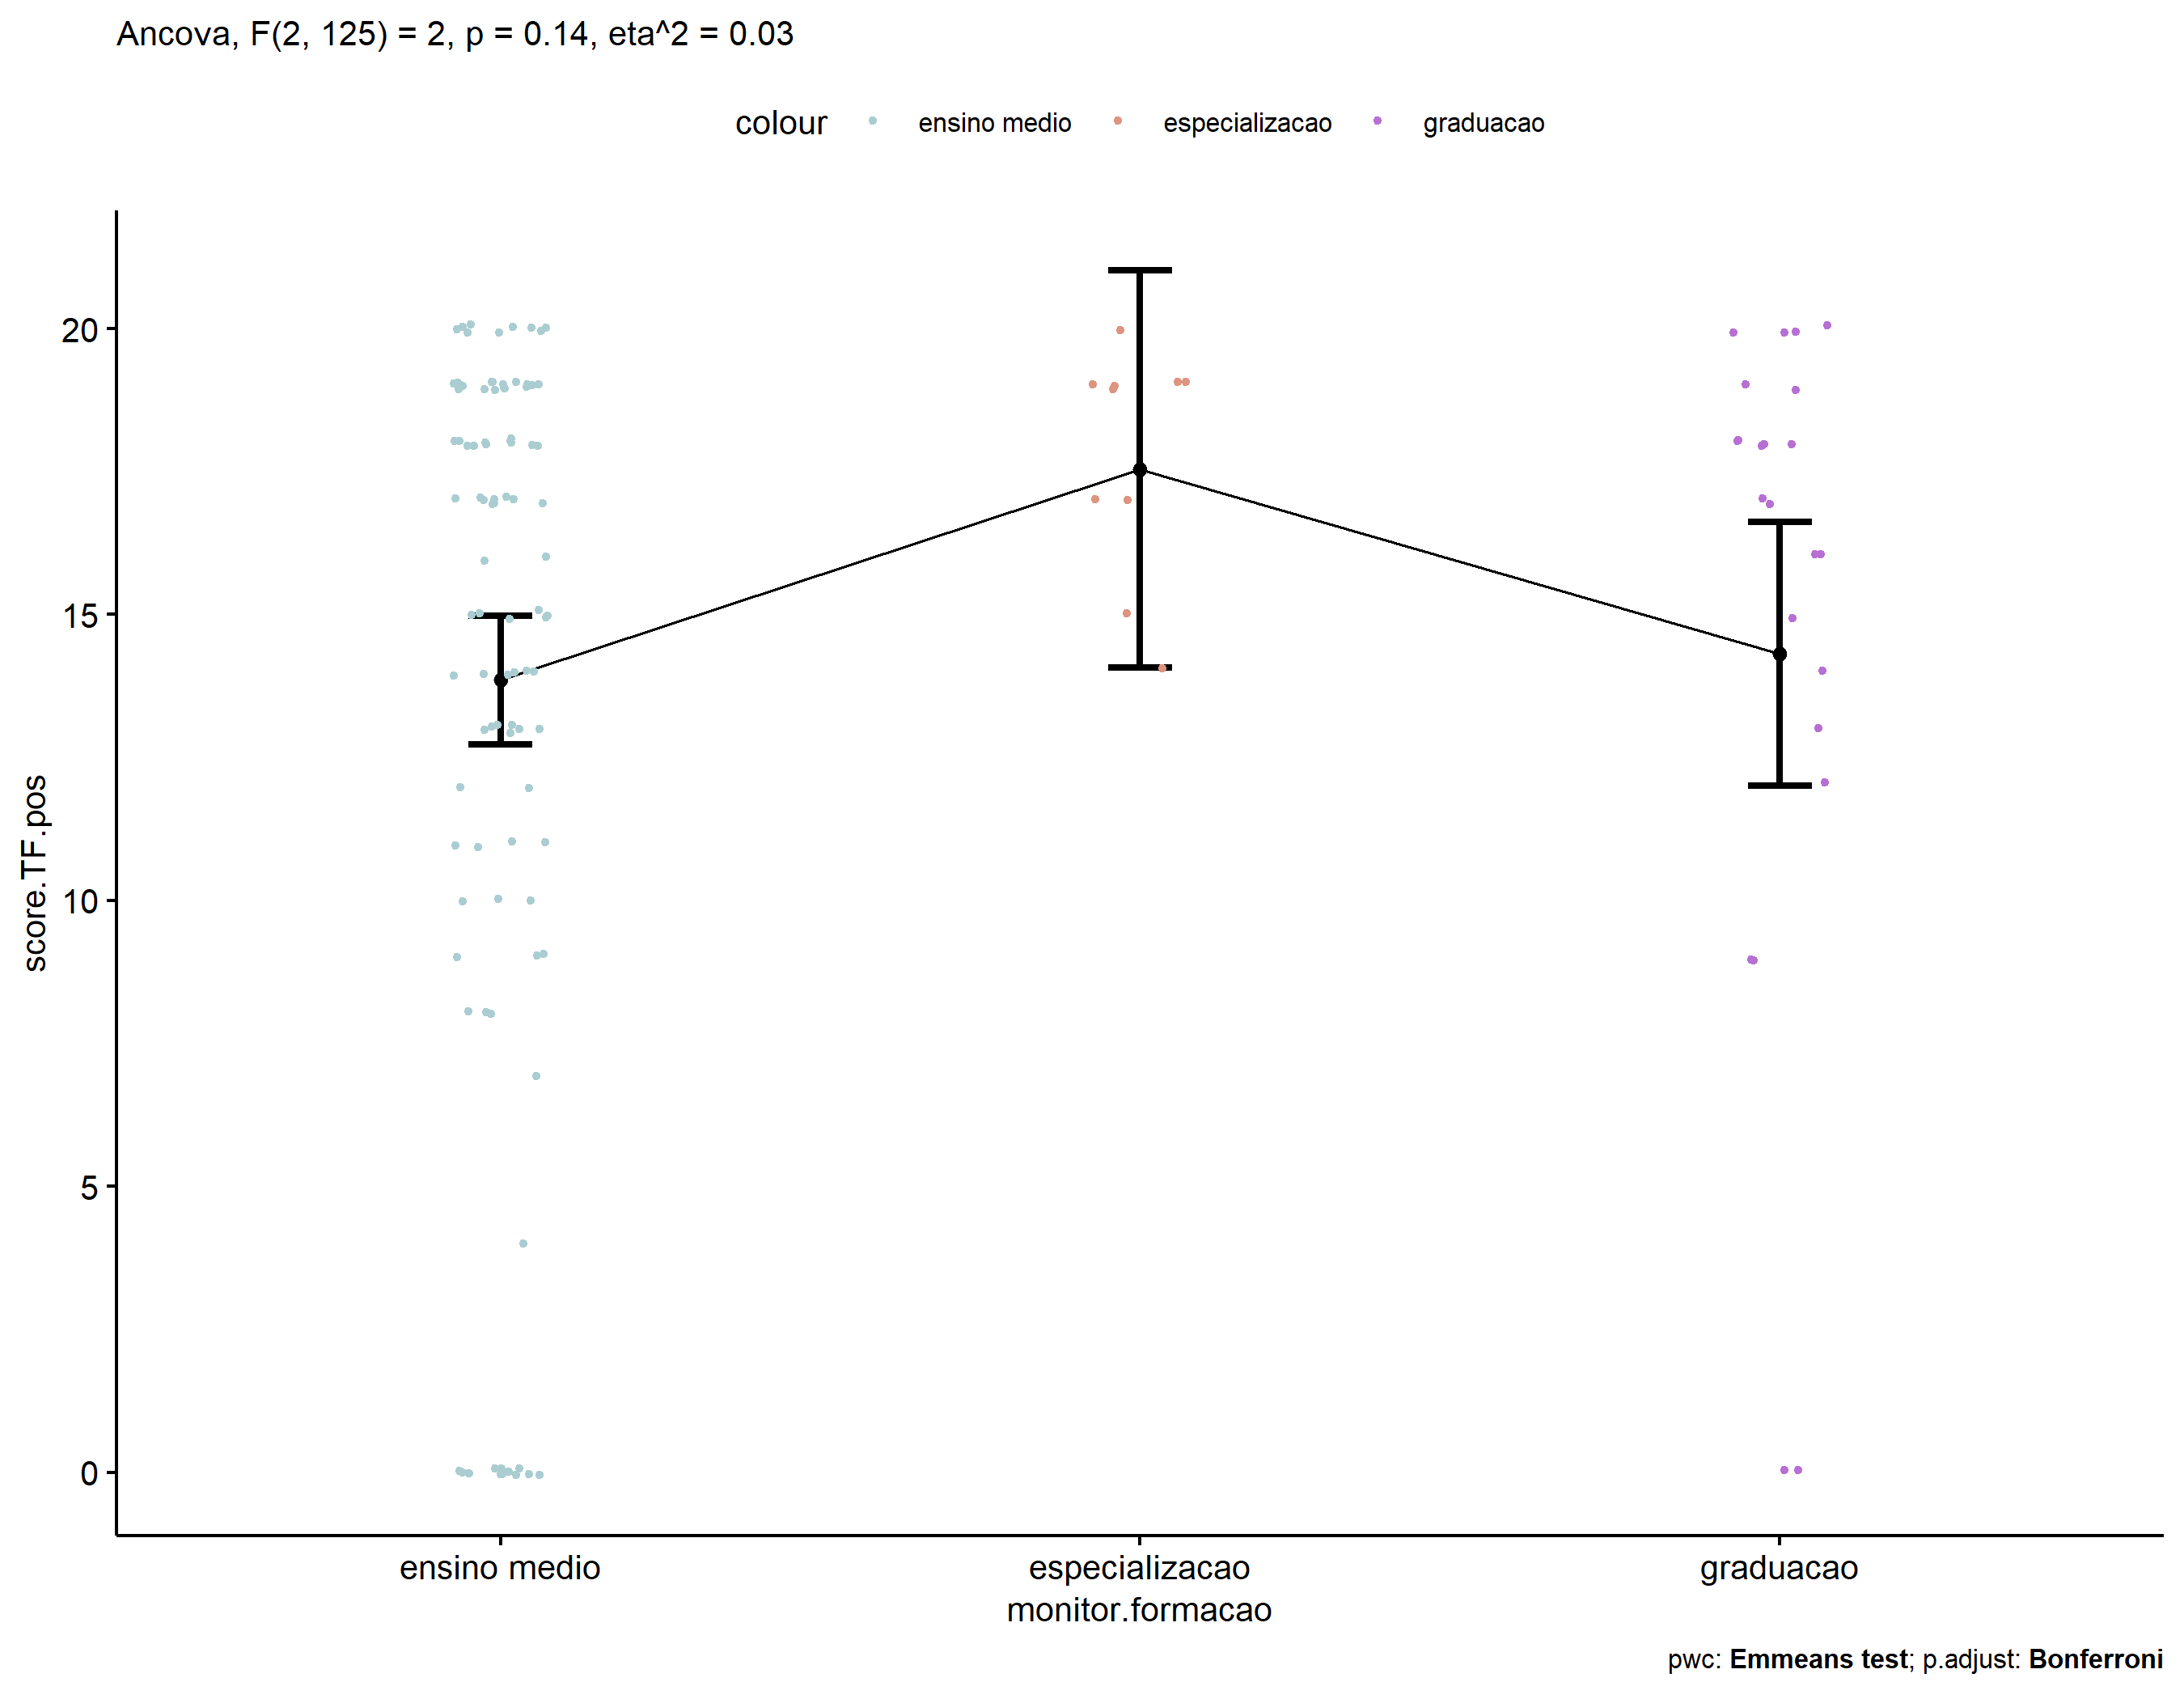 Ancova, F(2, 125) = 2, p = 0.14, eta^2 = 0.03
colour ensino medio especializacao graduacao
20
15
10
5
0
score.TF.pos
ensino medio especializacao graduacao
monitor.formacao
pwc: Emmeans test; p.adjust: Bonferroni